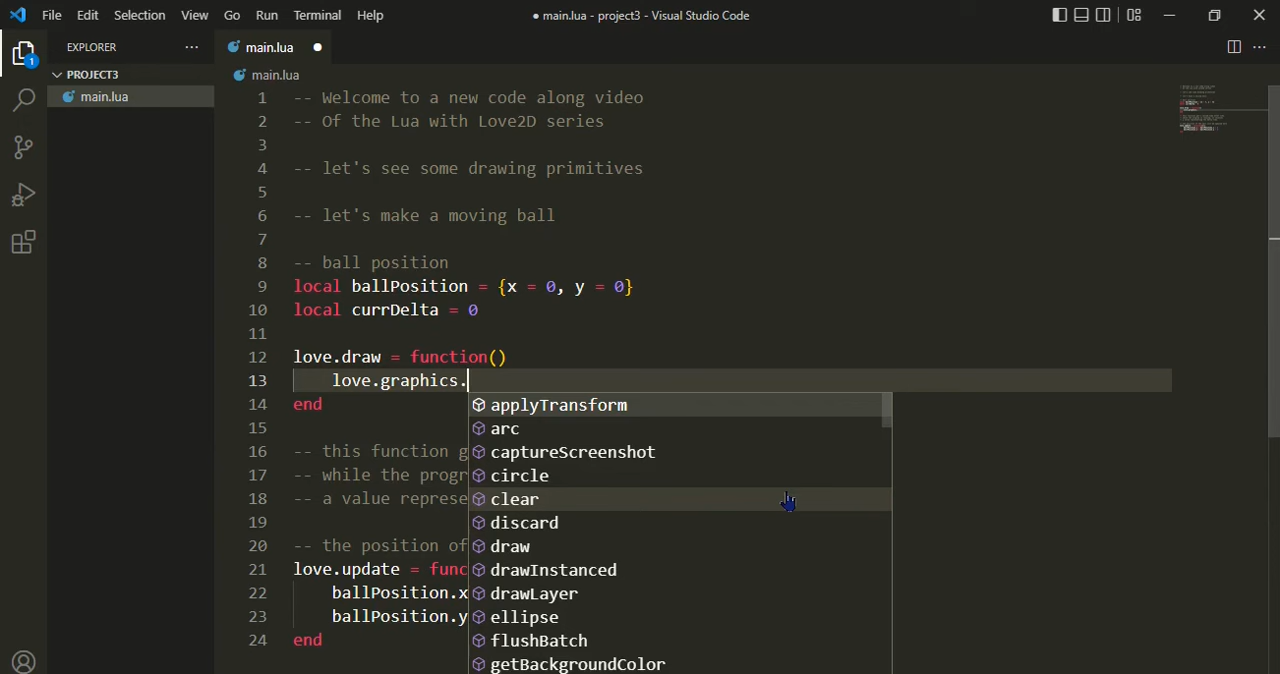 File Edit Selection View Go Run Terminal Help ● main.lua - project3 - Visual Studio Code
EXPLORER ··· main.lua ●
PROJECT3 main.lua
main.lua
1 -- Welcome to a new code along video
2 -- Of the Lua with Love2D series
3
4 -- let's see some drawing primitives
5
6 -- let's make a moving ball
7
8 -- ball position
9 local ballPosition = {x = 0, y = 0}
10 local currDelta = 0
11
12 love.draw = function()
13 love.graphics.
14 end
applyTransform
15 arc
16 -- this function g captureScreenshot
17 -- while the progr circle
18 -- a value represe clear
19 discard
20 -- the position of draw
21 love.update = func drawInstanced
22 ballPosition.x drawLayer
23 ballPosition.y ellipse
24 end flushBatch
getBackgroundColor
1